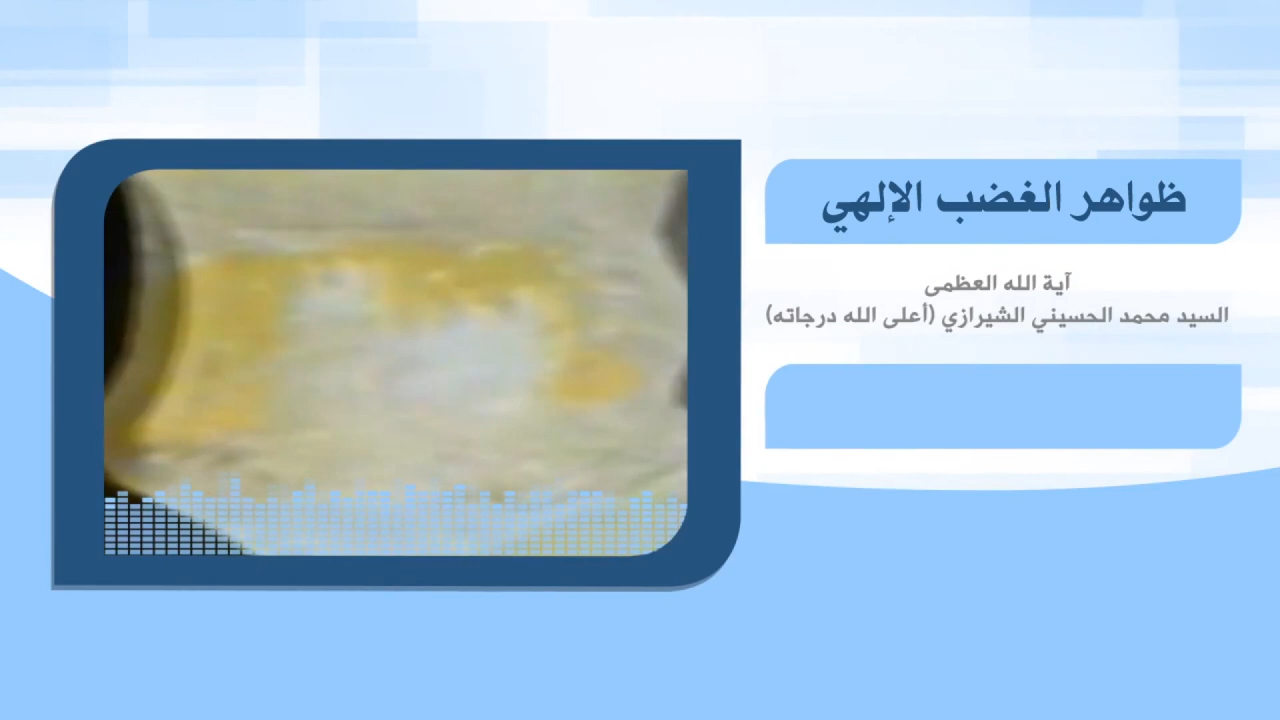 ظواهر الغضب الإلهي
آية الله العظمى
السيد محمد الحسيني الشيرازي (أعلى الله درجاته)